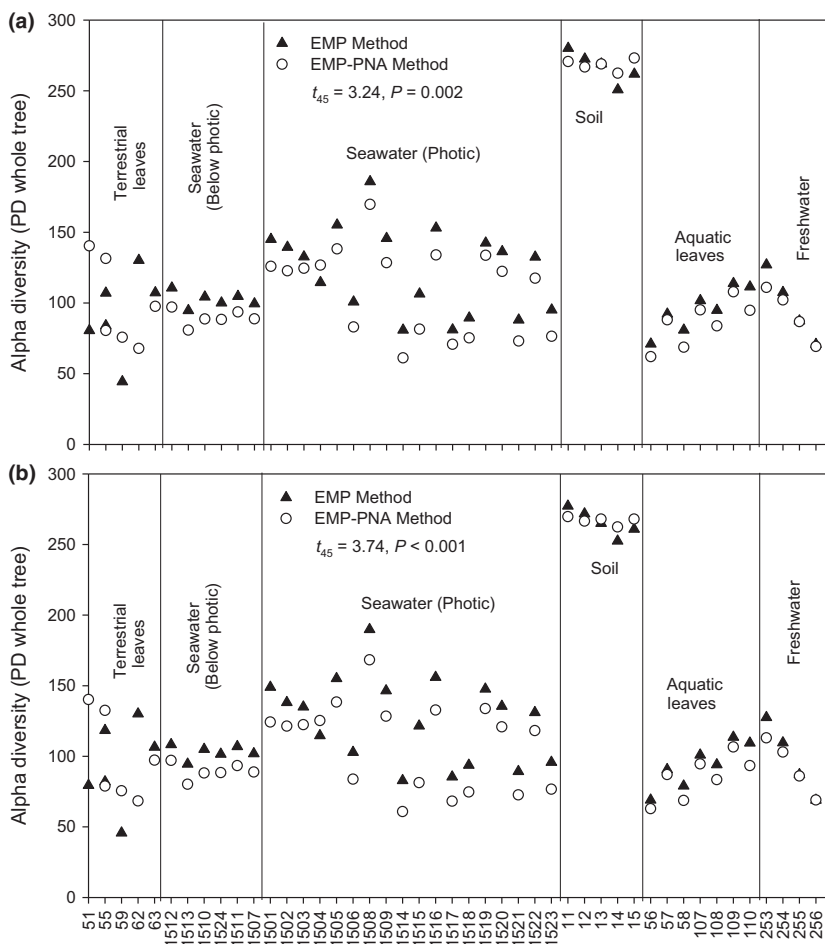 (a)
300
250
200
150
100
50
0
Alpha diversity (PD whole tree)
EMP Method
EMP-PNA Method
t45 = 3.24, P = 0.002
Terrestrial
leaves
Seawater
(Below photic)
Seawater (Photic)
Soil
Aquatic
leaves
Freshwater
(b)
300
250
200
150
100
50
0
Alpha diversity (PD whole tree)
EMP Method
EMP-PNA Method
t45 = 3.74, P < 0.001
Terrestrial
leaves
Seawater
(Below photic)
Seawater (Photic)
Soil
Aquatic
leaves
Freshwater
51
55
59
62
63
1512
1513
1510
1524
1511
1507
1501
1502
1503
1504
1505
1506
1508
1509
1514
1515
1516
1517
1518
1519
1520
1521
1522
1523
11
12
13
14
15
56
57
58
107
108
109
110
253
254
255
256